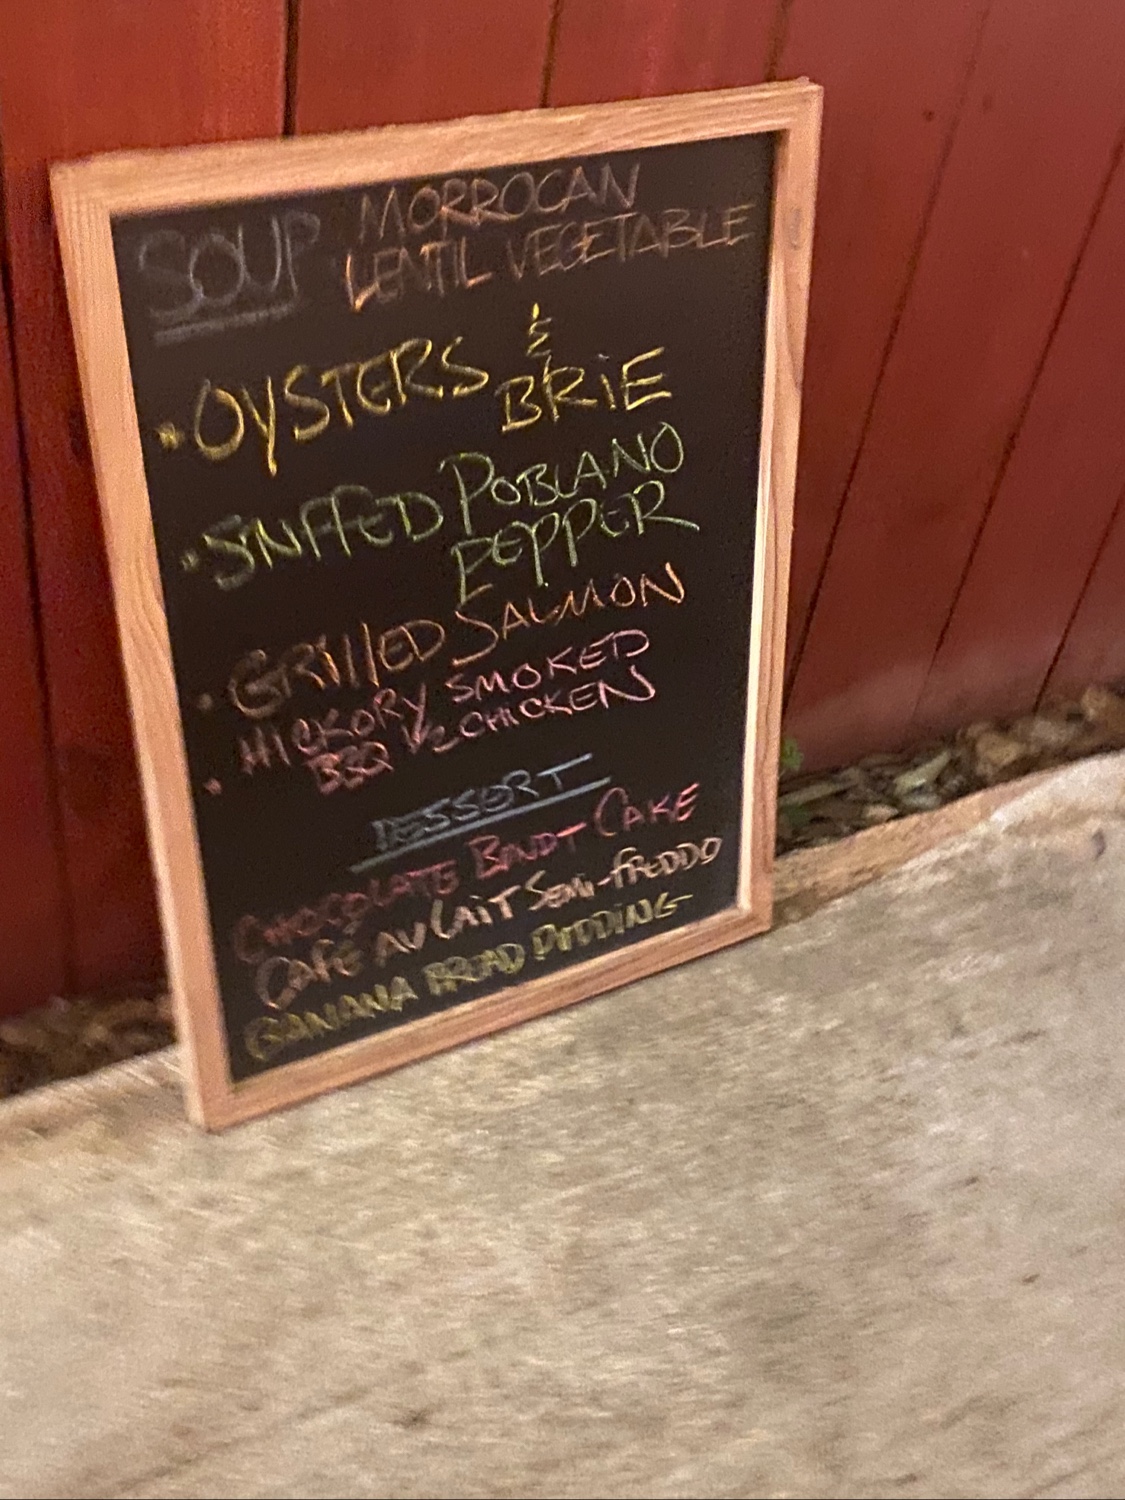 SOUP MORROCAN
LENTIL VEGETABLE
• OYSTERS &
BRIE
• STUFFED POBLANO
PEPPER
• GRILLED SALMON
• HICKORY SMOKED
BBQ 1/2 CHICKEN
DESSERT
CHOCOLATE BUNDT CAKE
CAFÉ AU LAIT SEMI-FREDDO
BANANA BREAD PUDDING